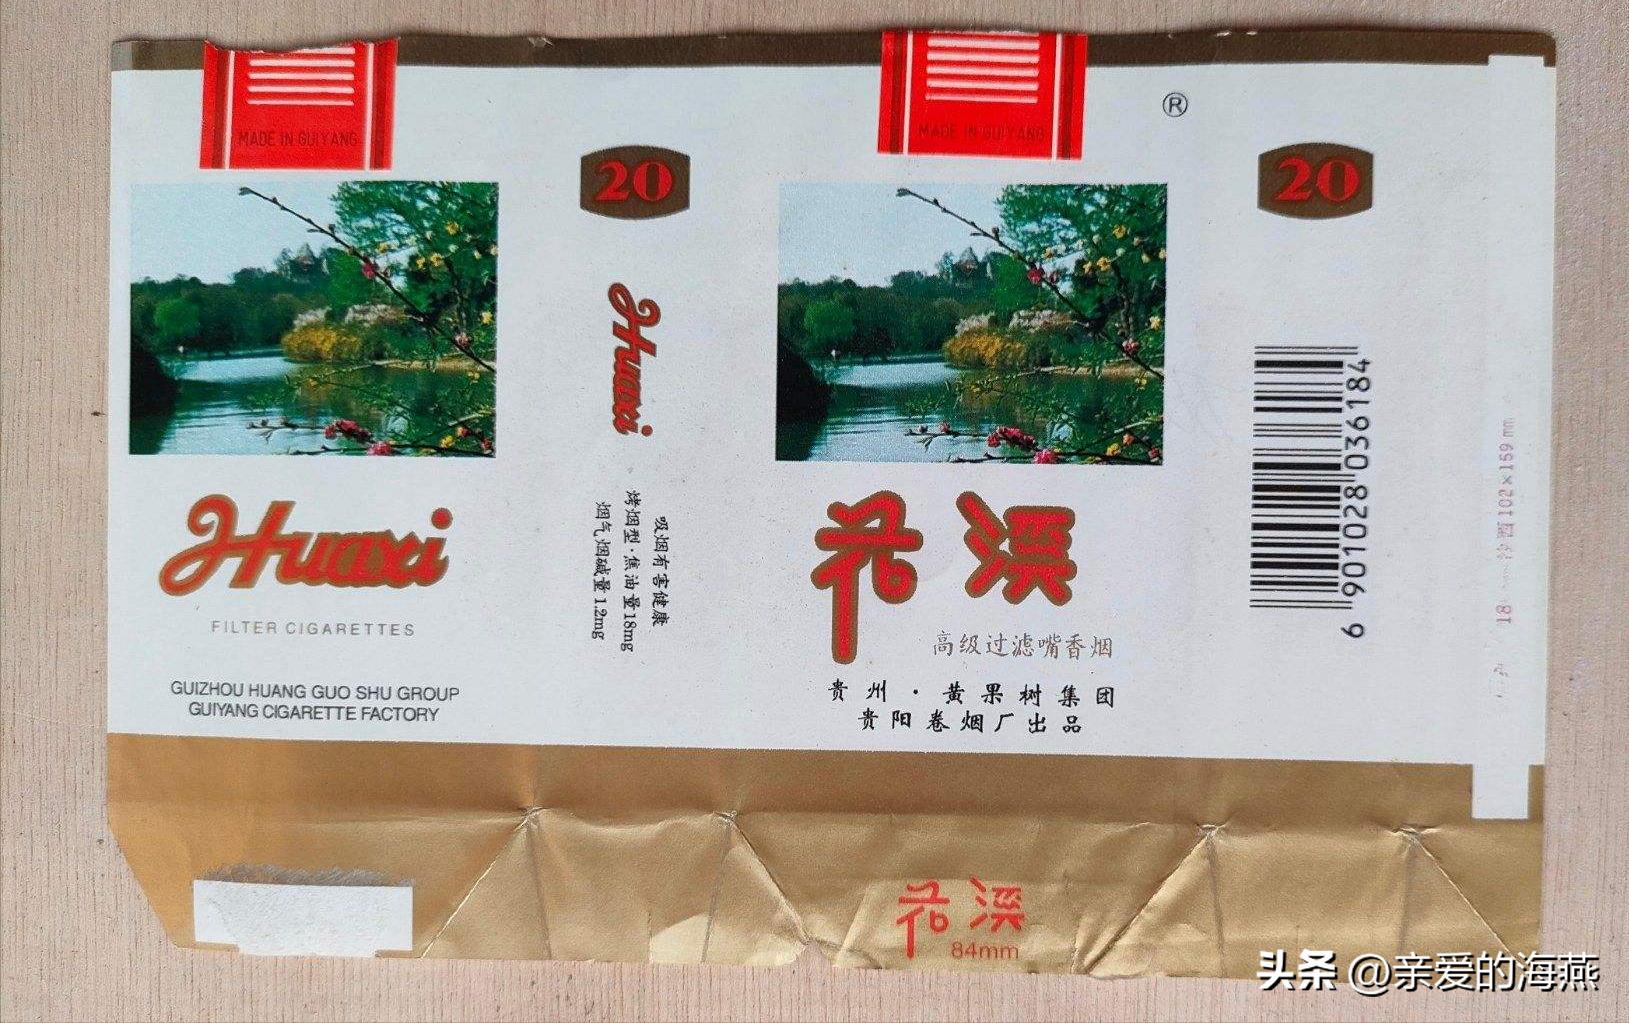 MADE IN GUIYANG
20
Huaxi
FILTER CIGARETTES
GUIZHOU HUANG GUO SHU GROUP
GUIYANG CIGARETTE FACTORY
Huaxi
吸烟有害健康
烤烟型·焦油量18mg
烟气烟碱量1.2mg
MADE IN GUIYANG
®
花溪
高级过滤嘴香烟
贵州·黄果树集团
贵阳卷烟厂出品
20
6 901028 036184
102×159mm
花溪
84mm
头条 @亲爱的海燕